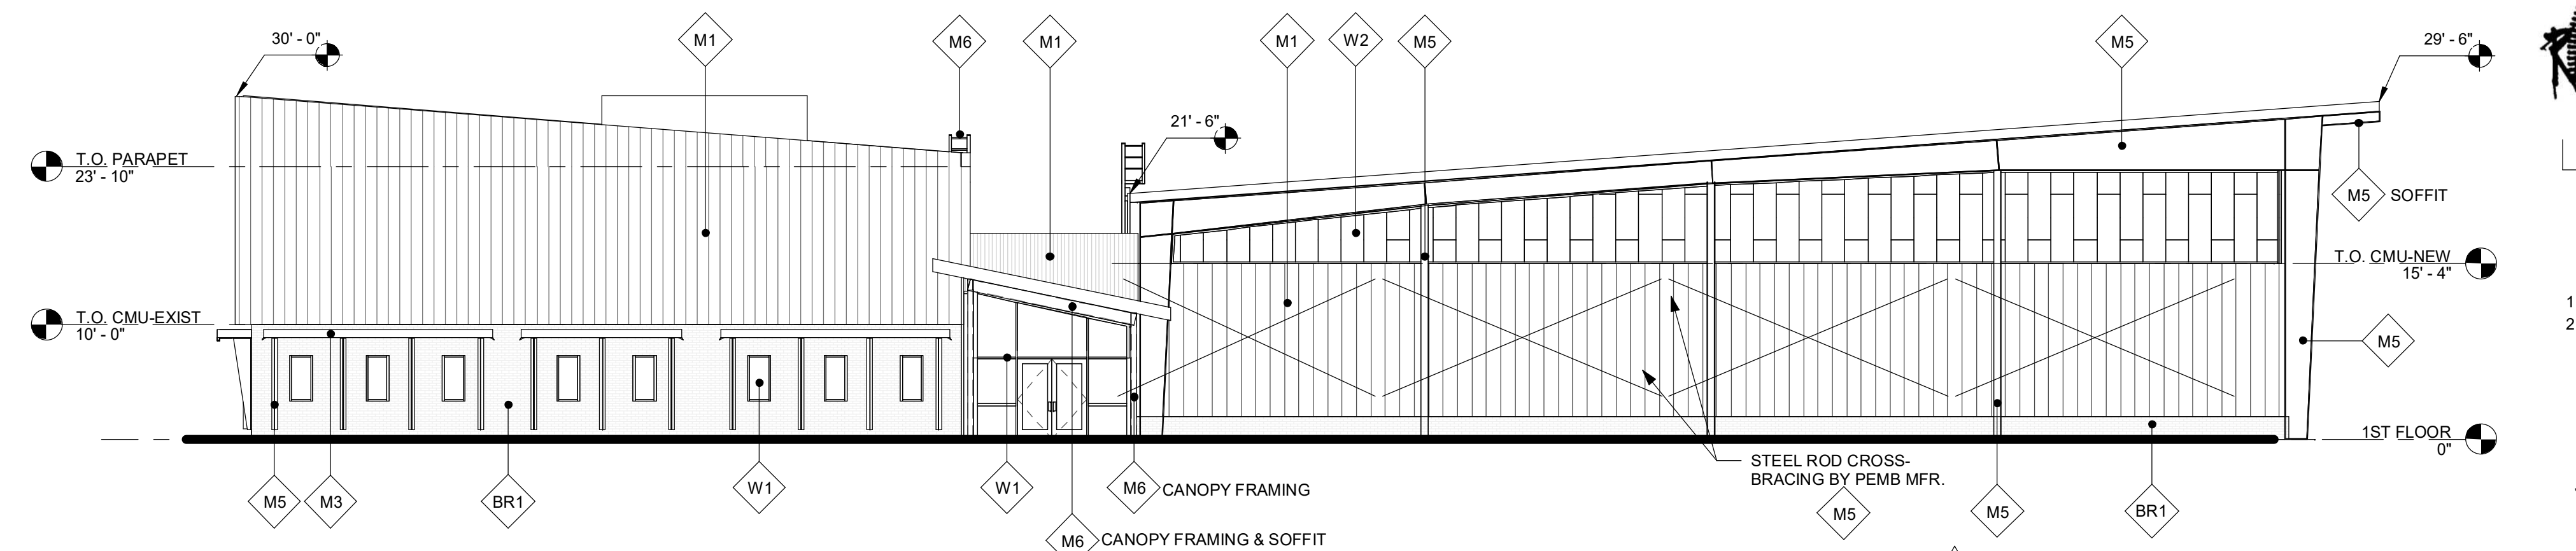 M1
M6
M1
M1
W2
M5
M5
30' - 0"
29' - 6"
21' - 6"
T.O. PARAPET
23' - 10"
M5 SOFFIT
T.O. CMU-NEW
15' - 4"
T.O. CMU-EXIST
10' - 0"
M5
1ST FLOOR
0"
1
2
M5
M3
BR1
W1
W1
M6 CANOPY FRAMING
M6 CANOPY FRAMING & SOFFIT
STEEL ROD CROSS-
BRACING BY PEMB MFR.
M5
M5
BR1